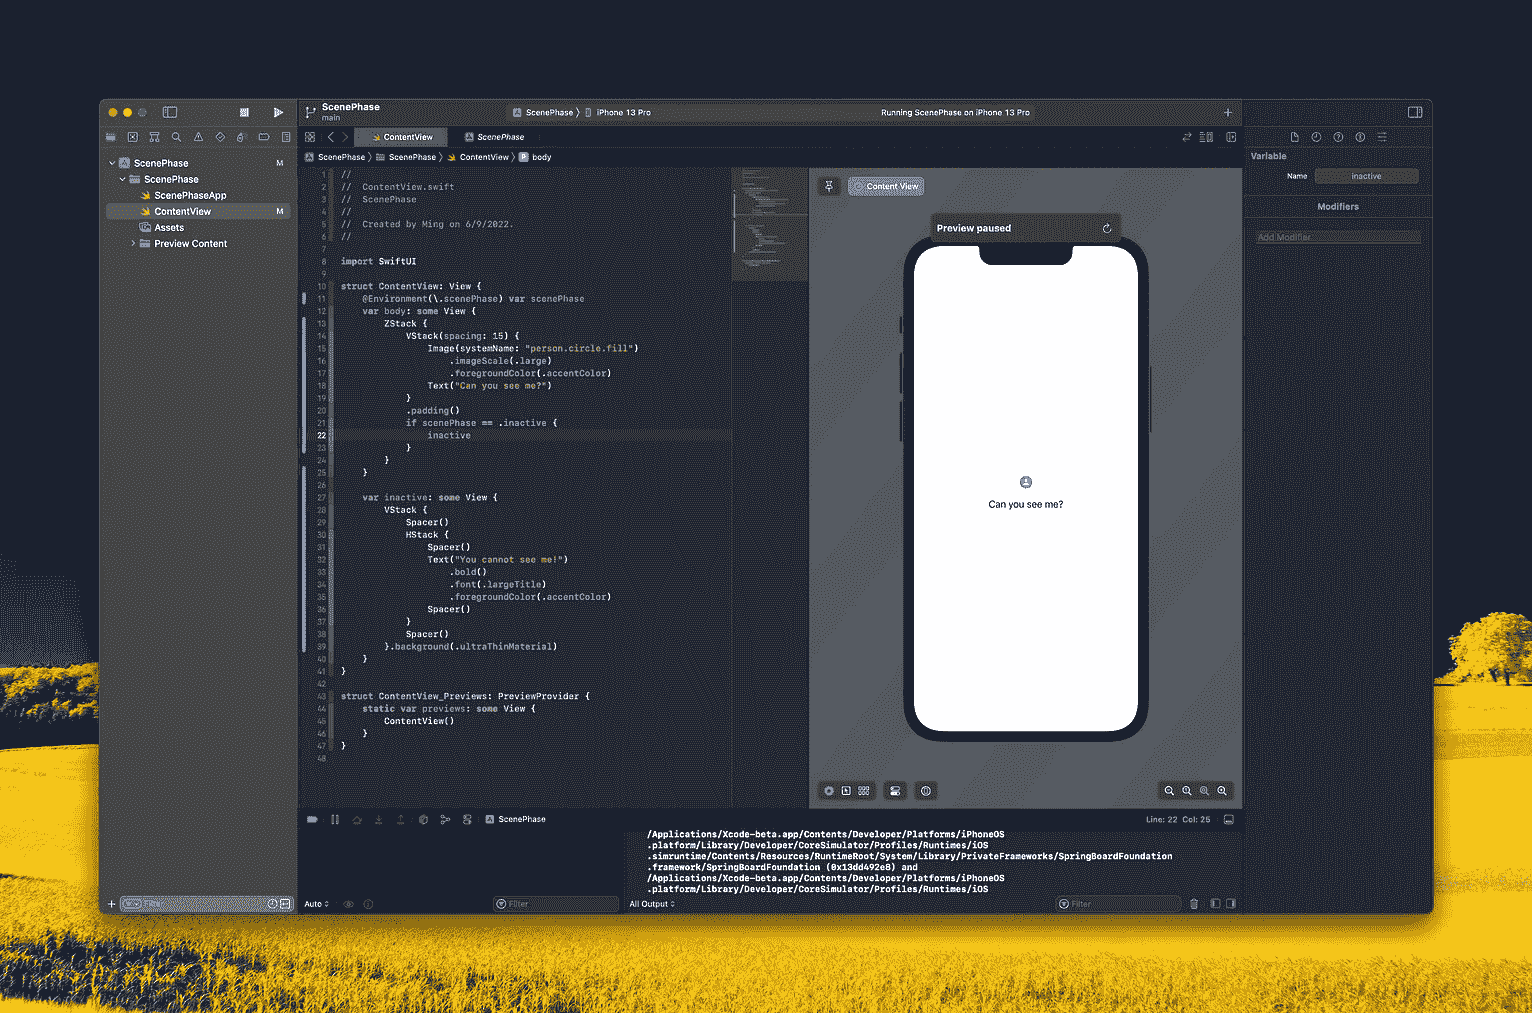 ScenePhase
main
ScenePhase
iPhone 13 Pro
Running ScenePhase on iPhone 13 Pro
ContentView
ScenePhase
ScenePhase
ScenePhase
ContentView
body
ScenePhase M
ScenePhase
ScenePhaseApp
ContentView M
Assets
Preview Content
1 //
2 //  ContentView.swift
3 //  ScenePhase
4 //
5 //  Created by Ming on 6/9/2022.
6 //
7
8 import SwiftUI
9
10 struct ContentView: View {
11     @Environment(\.scenePhase) var scenePhase
12     var body: some View {
13         ZStack {
14             VStack(spacing: 15) {
15                 Image(systemName: "person.circle.fill")
16                     .imageScale(.large)
17                     .foregroundColor(.accentColor)
18                 Text("Can you see me?")
19             }
20             .padding()
21             if scenePhase == .inactive {
22                 inactive
23             }
24         }
25     }
26
27     var inactive: some View {
28         VStack {
29             Spacer()
30             HStack {
31                 Spacer()
32                 Text("You cannot see me!")
33                     .bold()
34                     .font(.largeTitle)
35                     .foregroundColor(.accentColor)
36                 Spacer()
37             }
38             Spacer()
39         }.background(.ultraThinMaterial)
40     }
41 }
42
43 struct ContentView_Previews: PreviewProvider {
44     static var previews: some View {
45         ContentView()
46     }
47 }
48
Content View
Preview paused
Can you see me?
Variable
Name inactive
Modifiers
Add Modifier
ScenePhase
Line: 22 Col: 25
/Applications/Xcode-beta.app/Contents/Developer/Platforms/iPhoneOS
.platform/Library/Developer/CoreSimulator/Profiles/Runtimes/iOS
.simruntime/Contents/Resources/RuntimeRoot/System/Library/PrivateFrameworks/SpringBoardFoundation
.framework/SpringBoardFoundation (0x13dd492e8) and
/Applications/Xcode-beta.app/Contents/Developer/Platforms/iPhoneOS
.platform/Library/Developer/CoreSimulator/Profiles/Runtimes/iOS
Filter
Auto
Filter
All Output
Filter